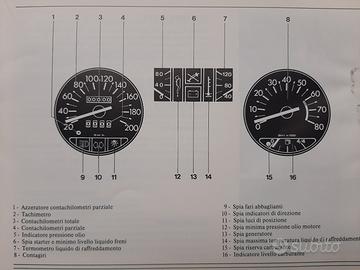 1 2 3 4 5 6 7 8
80 100 120 140
60 160
40 180
20 200
00000
0000
80
40
0
120
80
40
30 40 50
20 60
10 70
0 80
9 10 11 12 13 14 15 16
1 - Azzeratore contachilometri parziale
2 - Tachimetro
3 - Contachilometri totale
4 - Contachilometri parziale
5 - Indicatore pressione olio
6 - Spia starter o minimo livello liquido freni
7 - Termometro liquido di raffreddamento
8 - Contagiri
9 - Spia fari abbaglianti
10 - Spia indicatori di direzione
11 - Spia luci di posizione
12 - Spia minima pressione olio motore
13 - Spia generatore
14 - Spia massima temperatura liquido di raffreddamento
15 - Spia riserva carburante
16 - Indicatore livello carburante
subito